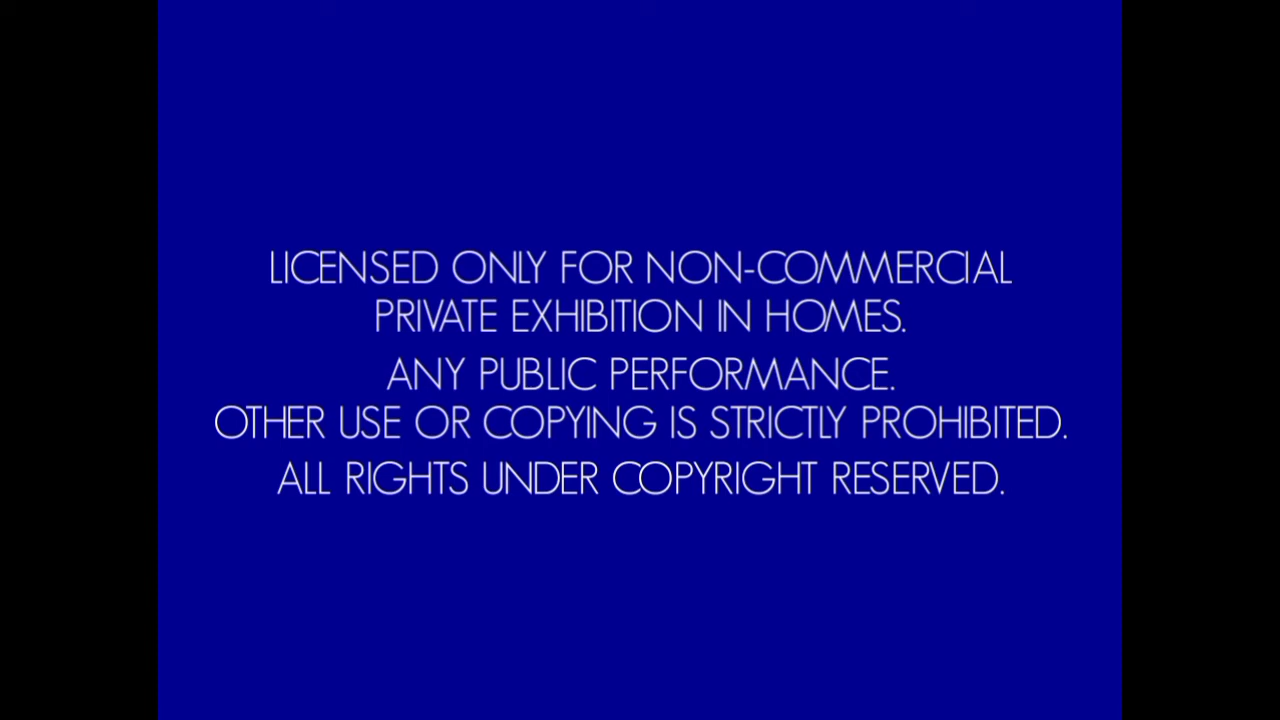 LICENSED ONLY FOR NON-COMMERCIAL
PRIVATE EXHIBITION IN HOMES.
ANY PUBLIC PERFORMANCE.
OTHER USE OR COPYING IS STRICTLY PROHIBITED.
ALL RIGHTS UNDER COPYRIGHT RESERVED.